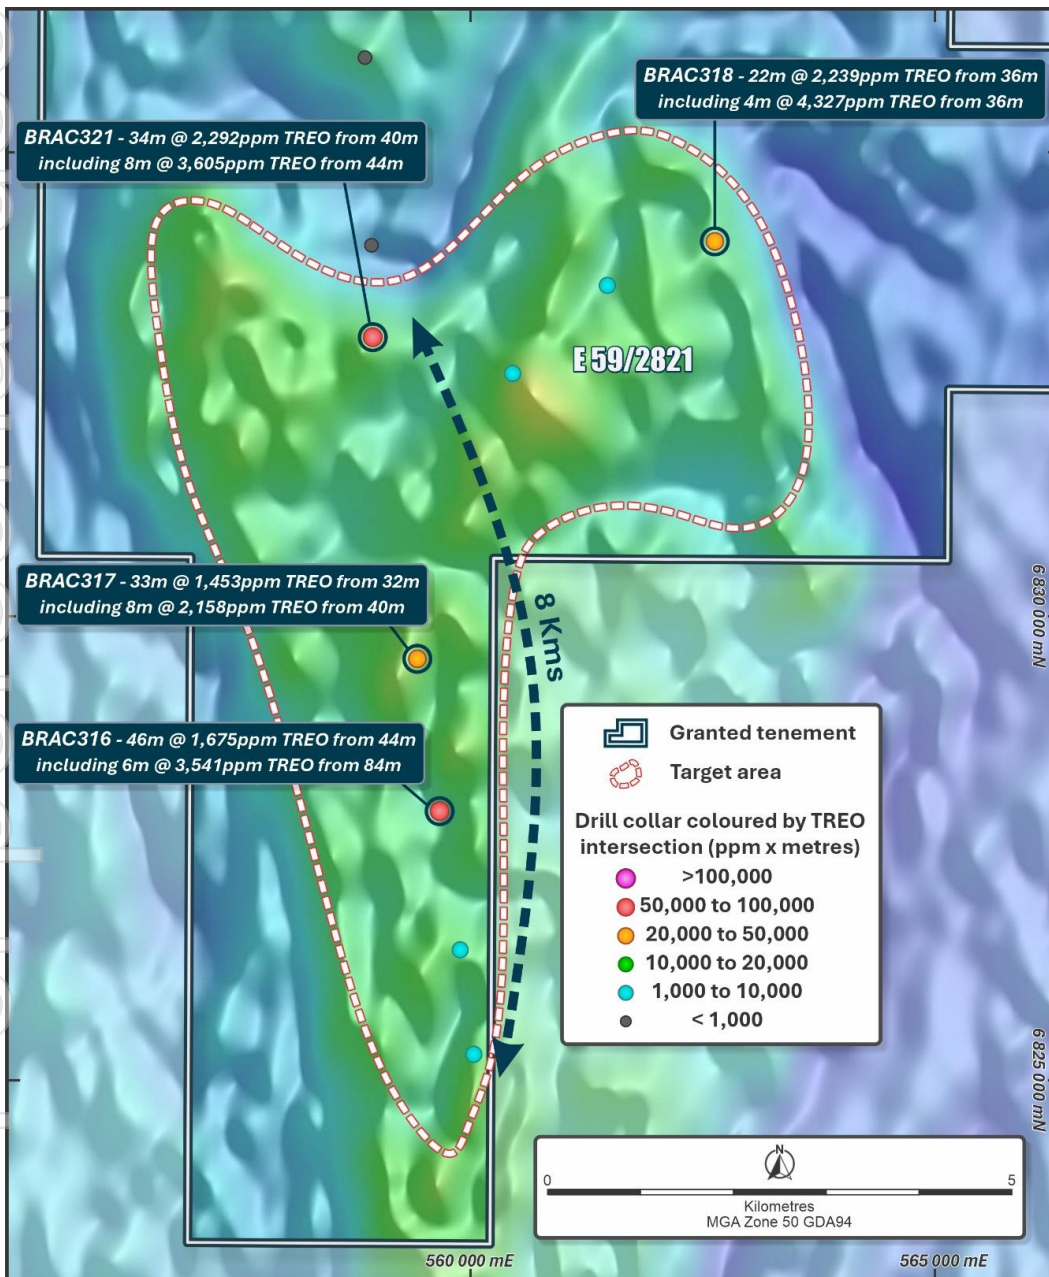 BRAC318 - 22m @ 2,239ppm TREO from 36m
including 4m @ 4,327ppm TREO from 36m
BRAC321 - 34m @ 2,292ppm TREO from 40m
including 8m @ 3,605ppm TREO from 44m
E 59/2821
BRAC317 - 33m @ 1,453ppm TREO from 32m
including 8m @ 2,158ppm TREO from 40m
8 Kms
6 830 000 mN
BRAC316 - 46m @ 1,675ppm TREO from 44m
including 6m @ 3,541ppm TREO from 84m
Granted tenement
Target area
Drill collar coloured by TREO
intersection (ppm x metres)
>100,000
50,000 to 100,000
20,000 to 50,000
10,000 to 20,000
1,000 to 10,000
< 1,000
6 825 000 mN
N
0 5
Kilometres
MGA Zone 50 GDA94
560 000 mE
565 000 mE